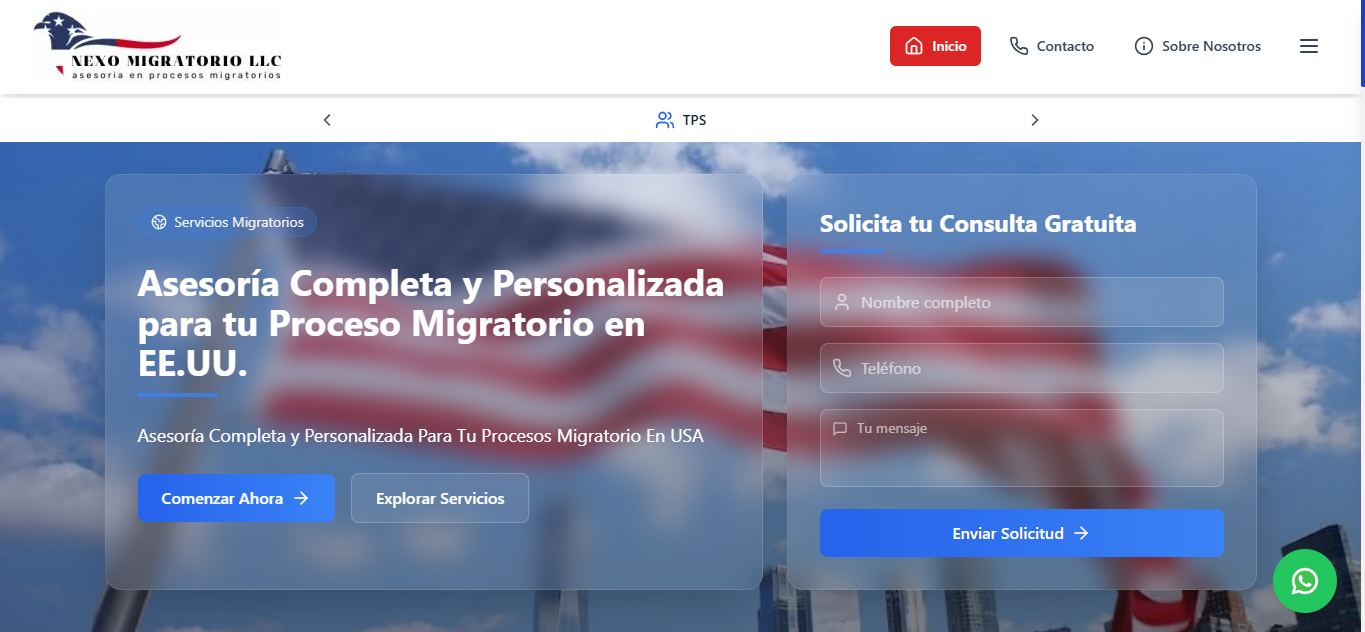 NEXO MIGRATORIO LLC
asesoria en procesos migratorios
Inicio
Contacto
Sobre Nosotros
TPS
Servicios Migratorios
Asesoría Completa y Personalizada
para tu Proceso Migratorio en
EE.UU.
Asesoría Completa y Personalizada Para Tu Procesos Migratorio En USA
Comenzar Ahora
Explorar Servicios
Solicita tu Consulta Gratuita
Nombre completo
Teléfono
Tu mensaje
Enviar Solicitud